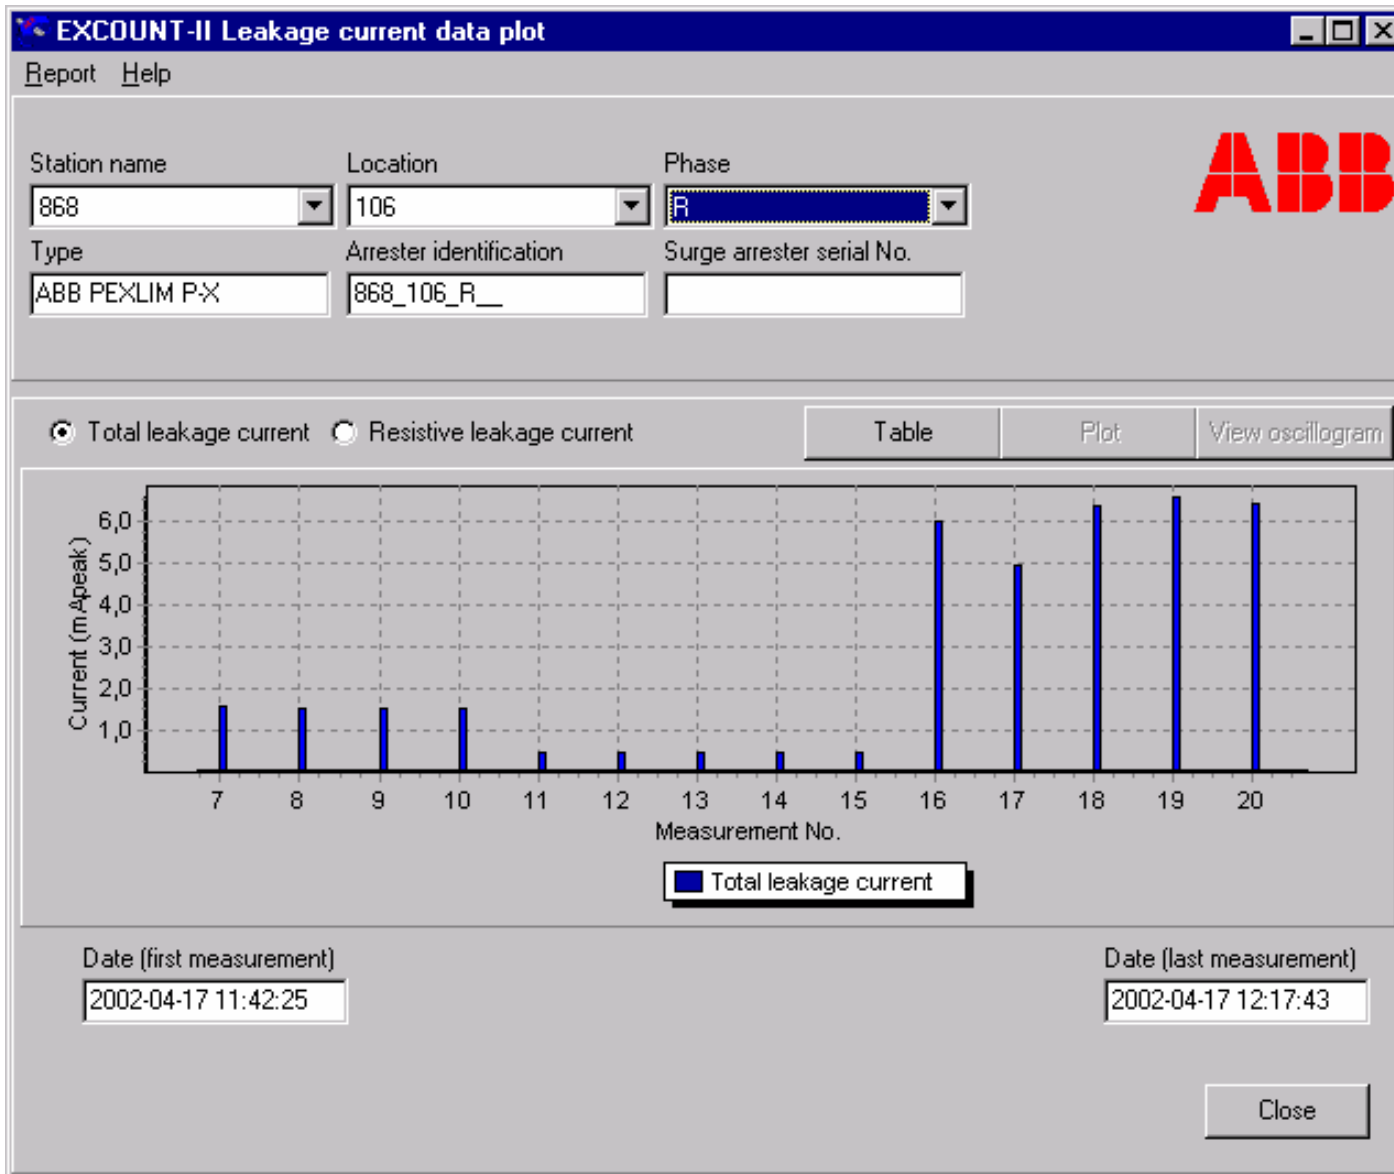 EXCOUNT-II Leakage current data plot
Report Help
ABB
Station name Location Phase
868 106 R
Type Arrester identification Surge arrester serial No.
ABB PEXLIM P-X 868_106_R__
Total leakage current Resistive leakage current Table Plot View oscillogram
Current (mApeak)
6,0
5,0
4,0
3,0
2,0
1,0
7 8 9 10 11 12 13 14 15 16 17 18 19 20
Measurement No.
Total leakage current
Date (first measurement) Date (last measurement)
2002-04-17 11:42:25 2002-04-17 12:17:43
Close